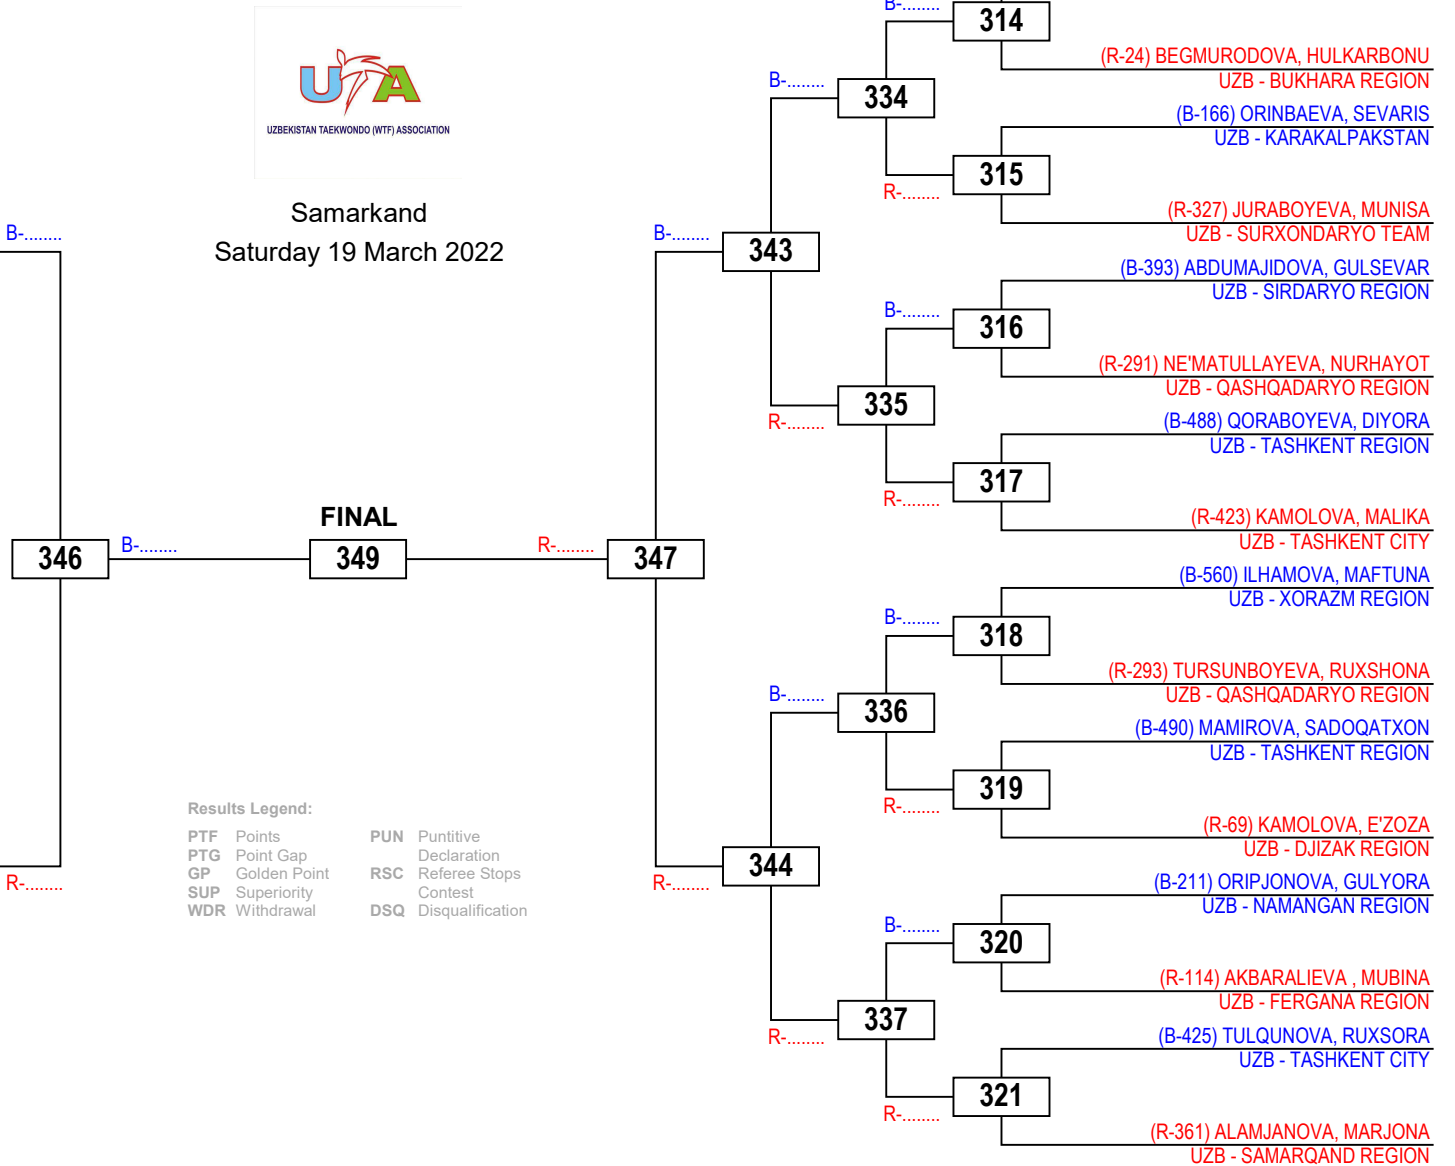 B-........
314
(R-24) BEGMURODOVA, HULKARBONU
UZB - BUKHARA REGION
B-........
334
(B-166) ORINBAEVA, SEVARIS
UZB - KARAKALPAKSTAN
315
R-........
(R-327) JURABOYEVA, MUNISA
UZB - SURXONDARYO TEAM
UTA
UZBEKISTAN TAEKWONDO (WTF) ASSOCIATION
Samarkand
Saturday 19 March 2022
B-........
B-........
343
(B-393) ABDUMAJIDOVA, GULSEVAR
UZB - SIRDARYO REGION
B-........
316
(R-291) NE'MATULLAYEVA, NURHAYOT
UZB - QASHQADARYO REGION
335
R-........
(B-488) QORABOYEVA, DIYORA
UZB - TASHKENT REGION
317
R-........
(R-423) KAMOLOVA, MALIKA
UZB - TASHKENT CITY
FINAL
346
B-........
349
R-........
347
(B-560) ILHAMOVA, MAFTUNA
UZB - XORAZM REGION
B-........
318
(R-293) TURSUNBOYEVA, RUXSHONA
UZB - QASHQADARYO REGION
B-........
336
(B-490) MAMIROVA, SADOQATXON
UZB - TASHKENT REGION
319
R-........
(R-69) KAMOLOVA, E'ZOZA
UZB - DJIZAK REGION
R-........
R-........
344
(B-211) ORIPJONOVA, GULYORA
UZB - NAMANGAN REGION
B-........
320
(R-114) AKBARALIEVA , MUBINA
UZB - FERGANA REGION
337
R-........
(B-425) TULQUNOVA, RUXSORA
UZB - TASHKENT CITY
321
R-........
(R-361) ALAMJANOVA, MARJONA
UZB - SAMARQAND REGION
Results Legend:
PTF Points
PTG Point Gap
GP Golden Point
SUP Superiority
WDR Withdrawal
PUN Puntitive
Declaration
RSC Referee Stops
Contest
DSQ Disqualification